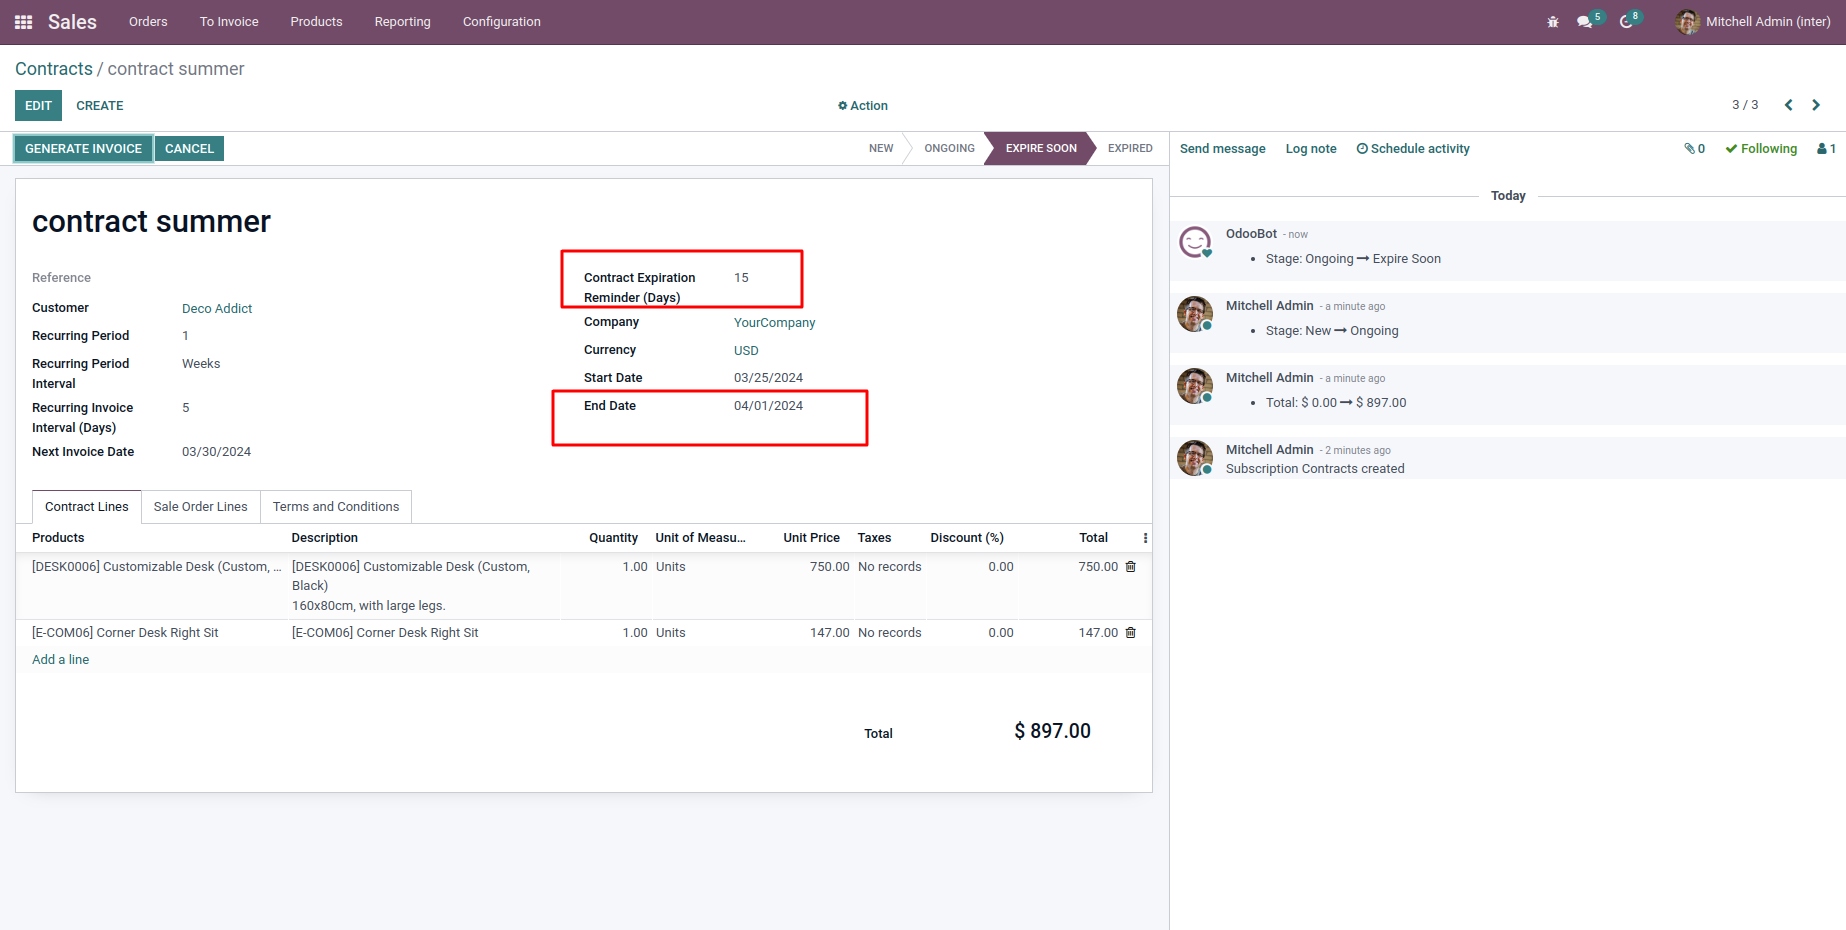 Sales Orders To Invoice Products Reporting Configuration 5 8 Mitchell Admin (inter)
Contracts / contract summer
EDIT CREATE Action 3 / 3
GENERATE INVOICE CANCEL NEW ONGOING EXPIRE SOON EXPIRED Send message Log note Schedule activity 0 Following 1
contract summer
Reference
Customer Deco Addict
Recurring Period 1
Recurring Period Weeks
Interval
Recurring Invoice 5
Interval (Days)
Next Invoice Date 03/30/2024
Contract Expiration 15
Reminder (Days)
Company YourCompany
Currency USD
Start Date 03/25/2024
End Date 04/01/2024
Contract Lines Sale Order Lines Terms and Conditions
Products Description Quantity Unit of Measu... Unit Price Taxes Discount (%) Total
[DESK0006] Customizable Desk (Custom, ... [DESK0006] Customizable Desk (Custom, 1.00 Units 750.00 No records 0.00 750.00
Black)
160x80cm, with large legs.
[E-COM06] Corner Desk Right Sit [E-COM06] Corner Desk Right Sit 1.00 Units 147.00 No records 0.00 147.00
Add a line
Total $ 897.00
Today
OdooBot - now
Stage: Ongoing → Expire Soon
Mitchell Admin - a minute ago
Stage: New → Ongoing
Mitchell Admin - a minute ago
Total: $ 0.00 → $ 897.00
Mitchell Admin - 2 minutes ago
Subscription Contracts created